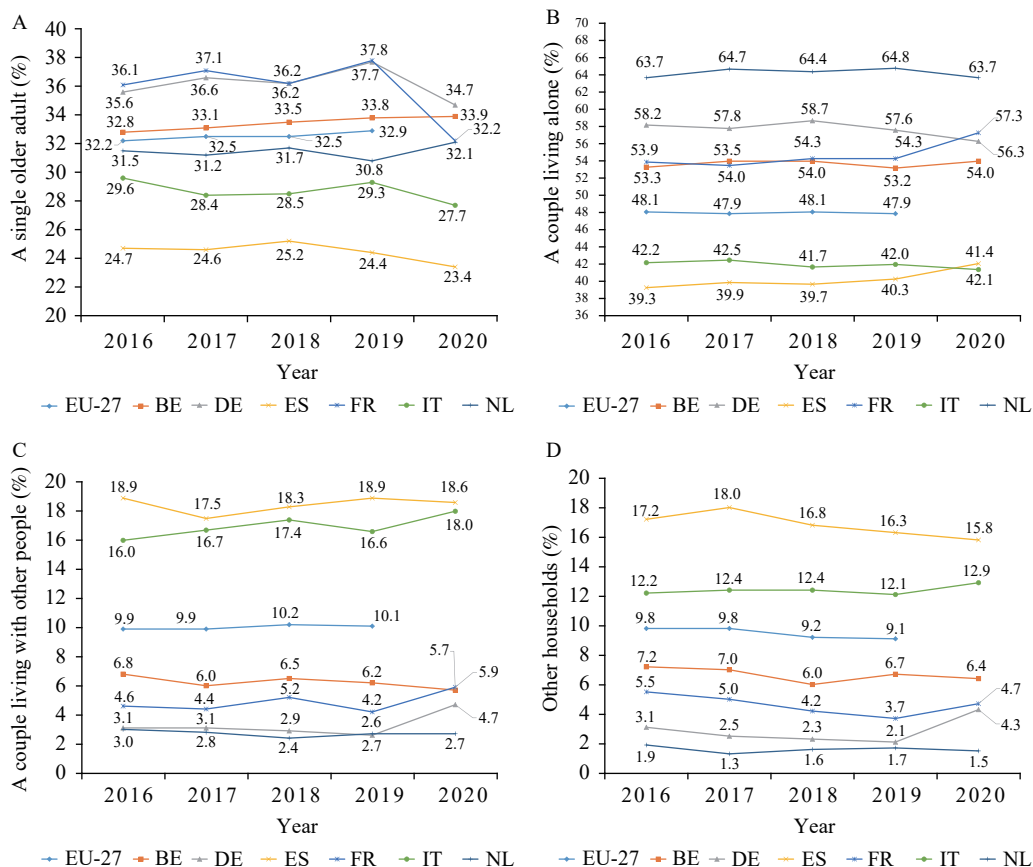 A
A single older adult (%)
40
38
36
34
32
30
28
26
24
22
20
36.1 37.1 36.2 37.8
35.6 36.6 36.2 37.7 34.7
32.8 33.1 33.5 33.8 33.9
32.2 32.5 32.5 32.9 32.2
31.5 31.2 31.7 30.8 32.1
29.6 28.4 28.5 29.3 27.7
24.7 24.6 25.2 24.4 23.4
2016 2017 2018 2019 2020
Year
EU-27 BE DE ES FR IT NL
B
A couple living alone (%)
70
68
66
64
62
60
58
56
54
52
50
48
46
44
42
40
38
36
63.7 64.7 64.4 64.8 63.7
58.2 57.8 58.7 57.6 57.3
53.9 53.5 54.3 54.3 56.3
53.3 54.0 54.0 53.2 54.0
48.1 47.9 48.1 47.9
42.2 42.5 41.7 42.0 41.4
39.3 39.9 39.7 40.3 42.1
2016 2017 2018 2019 2020
Year
EU-27 BE DE ES FR IT NL
C
A couple living with other people (%)
20
18
16
14
12
10
8
6
4
2
0
18.9 17.5 18.3 18.9 18.6
16.0 16.7 17.4 16.6 18.0
9.9 9.9 10.2 10.1
6.8 6.0 6.5 6.2 5.7
4.6 4.4 5.2 4.2 5.9
3.1 3.1 2.9 2.6 4.7
3.0 2.8 2.4 2.7 2.7
2016 2017 2018 2019 2020
Year
EU-27 BE DE ES FR IT NL
D
Other households (%)
20
18
16
14
12
10
8
6
4
2
0
17.2 18.0 16.8 16.3 15.8
12.2 12.4 12.4 12.1 12.9
9.8 9.8 9.2 9.1
7.2 7.0 6.0 6.7 6.4
5.5 5.0 4.2 3.7 4.7
3.1 2.5 2.3 2.1 4.3
1.9 1.3 1.6 1.7 1.5
2016 2017 2018 2019 2020
Year
EU-27 BE DE ES FR IT NL